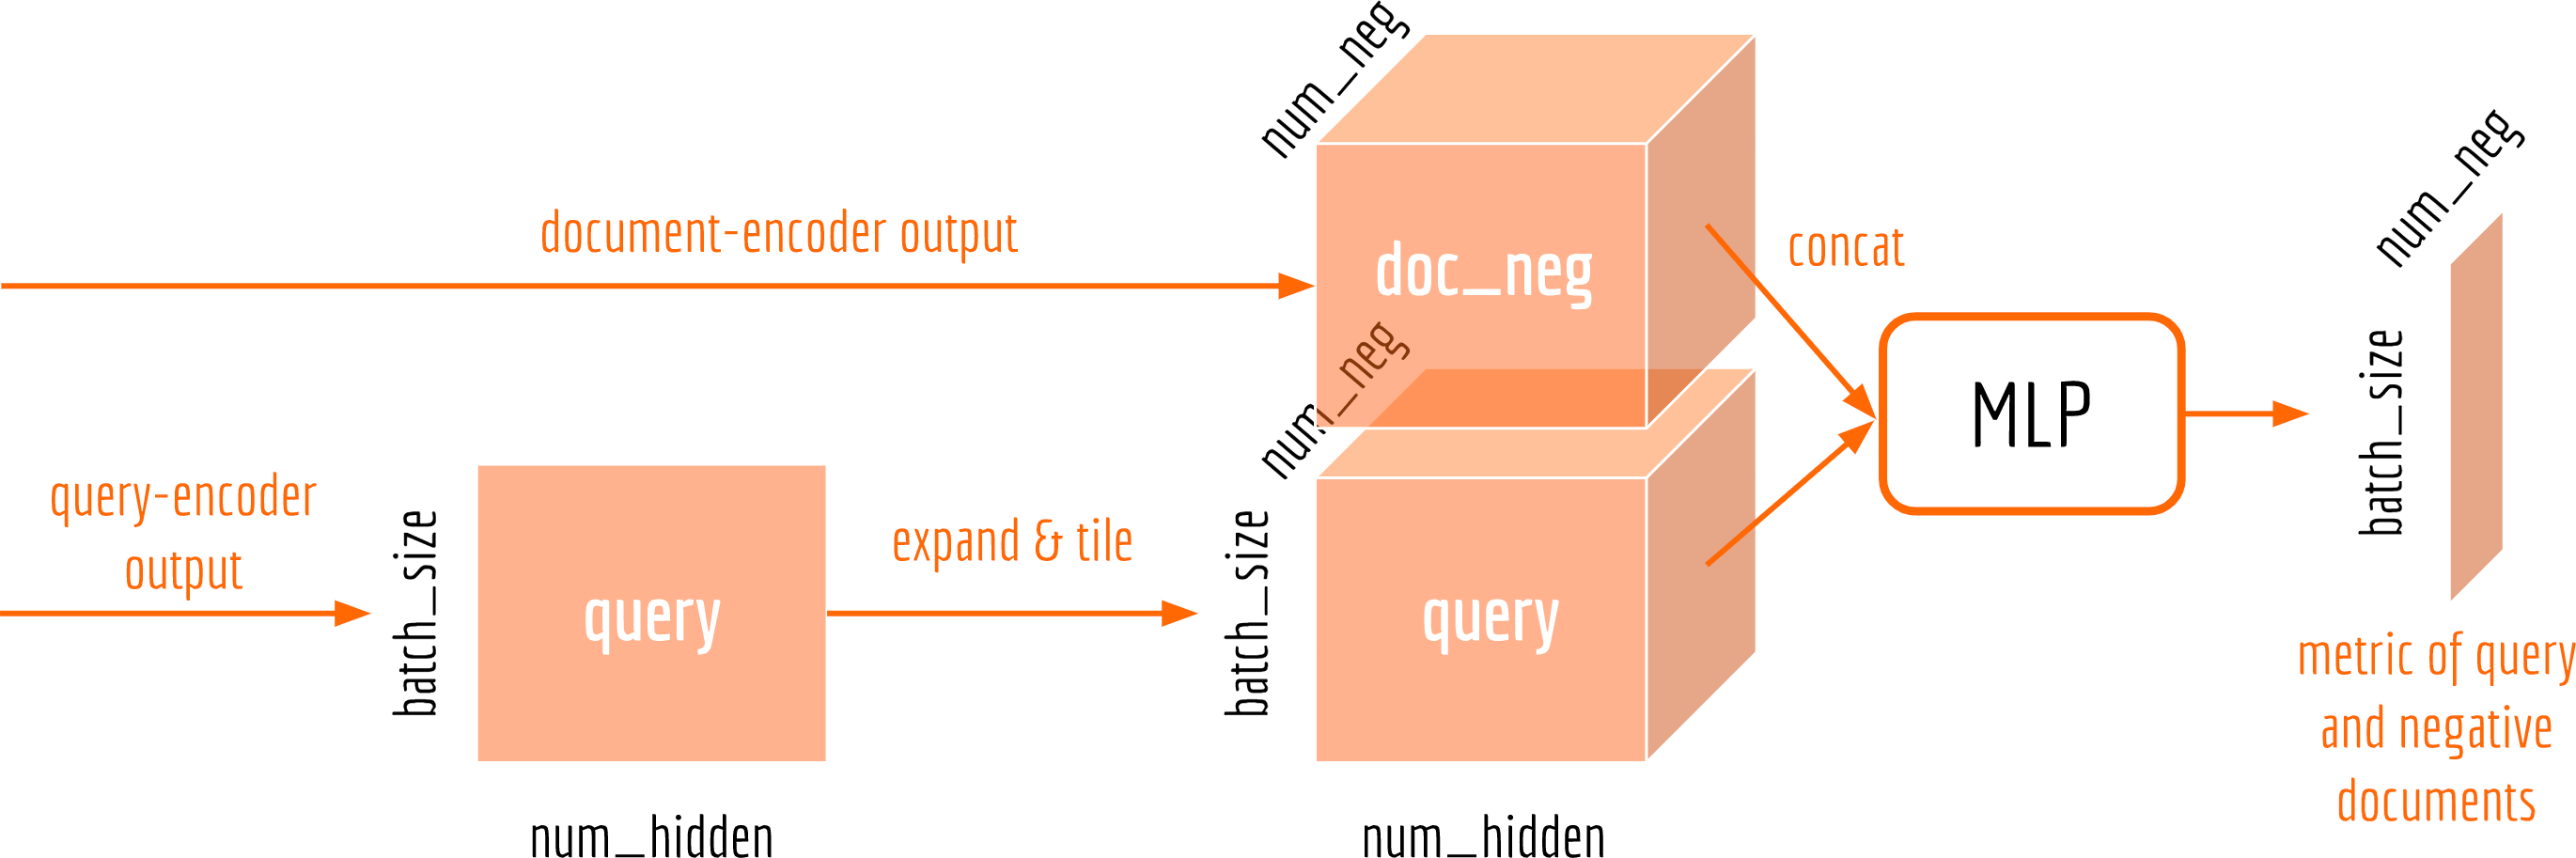 num_neg
document-encoder output
doc_neg
concat
num_neg
num_neg
MLP
batch_size
query-encoder
output
batch_size
query
expand & tile
batch_size
query
metric of query
and negative
documents
num_hidden
num_hidden